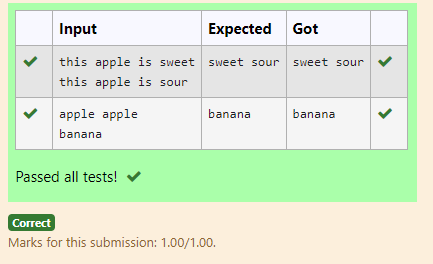 Input Expected Got
this apple is sweet sweet sour sweet sour
this apple is sour
apple apple banana banana
banana
Passed all tests!
Correct
Marks for this submission: 1.00/1.00.